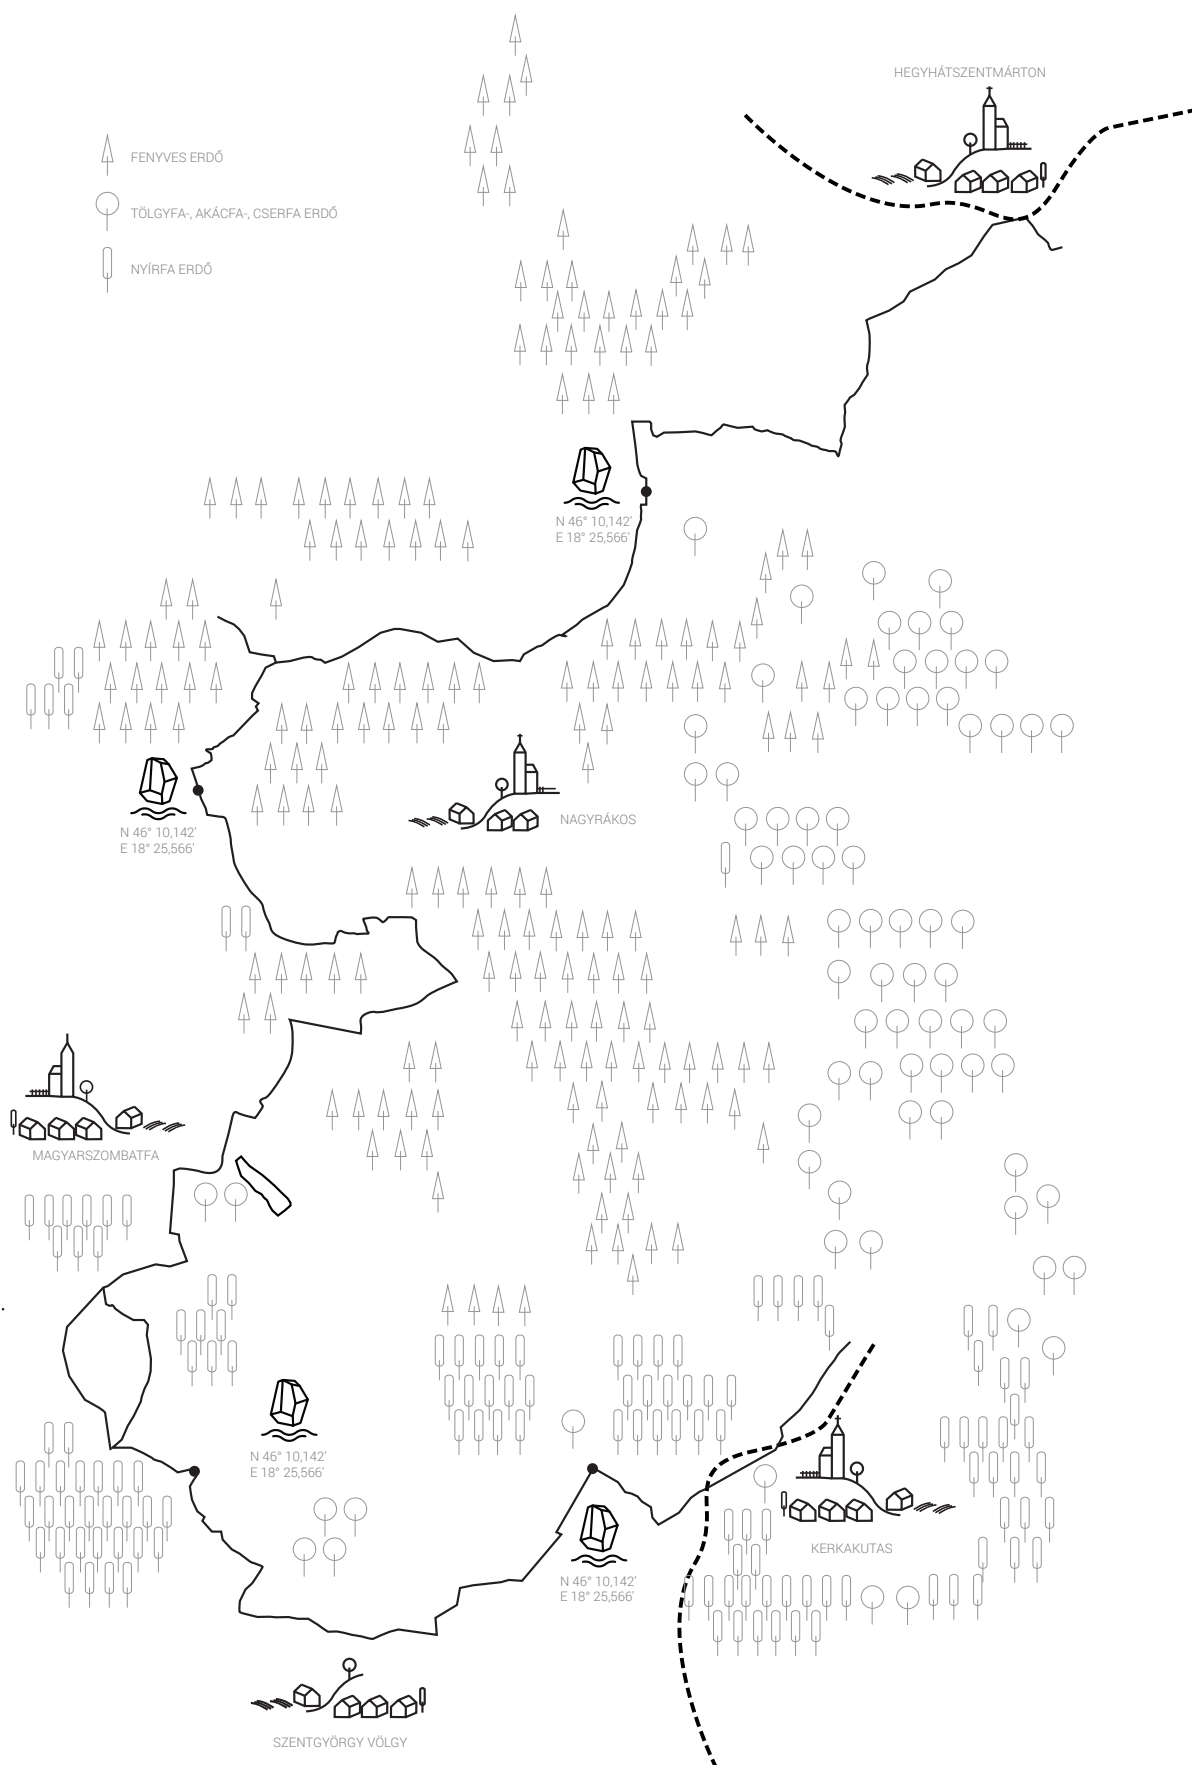 HEGYHÁTSZENTMÁRTON
FENYVES ERDŐ
TÖLGYFA-, AKÁCFA-, CSERFA ERDŐ
NYÍRFA ERDŐ
N 46° 10,142'
E 18° 25,566'
NAGYRÁKOS
N 46° 10,142'
E 18° 25,566'
MAGYARSZOMBATFA
N 46° 10,142'
E 18° 25,566'
KERKAKUTAS
N 46° 10,142'
E 18° 25,566'
SZENTGYÖRGY VÖLGY